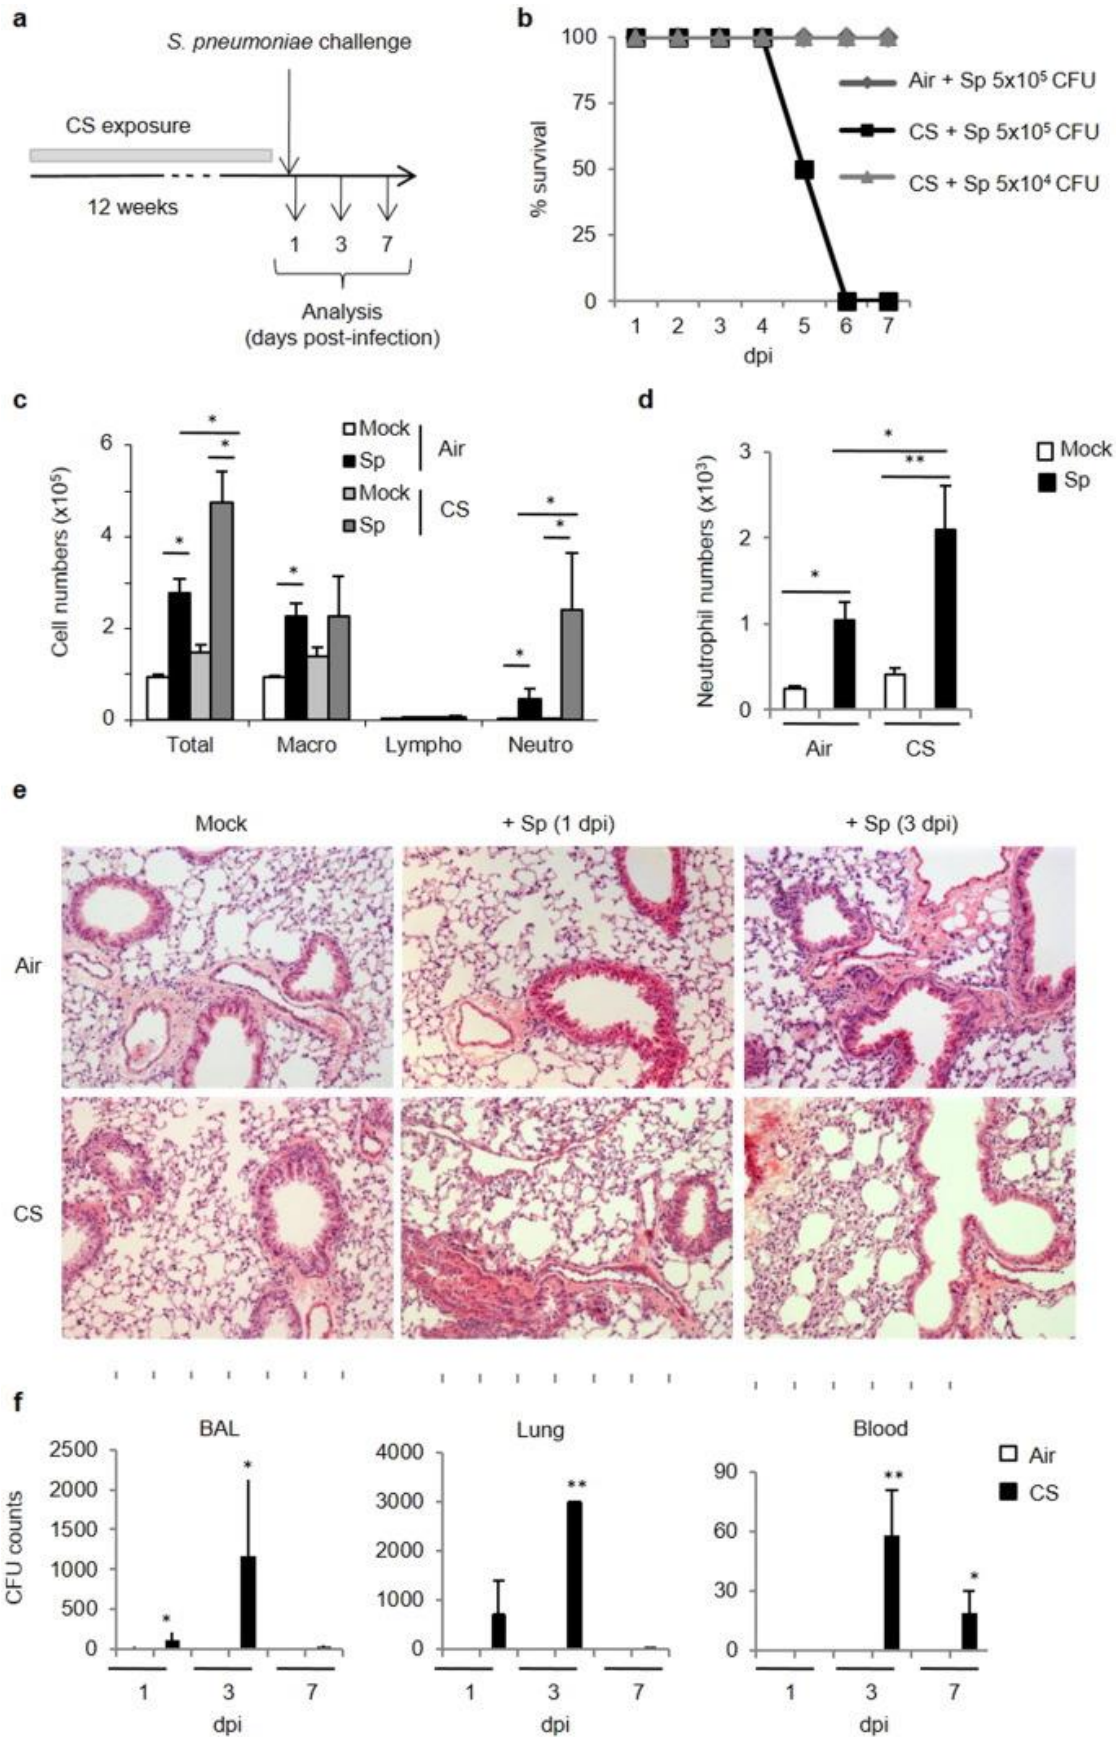 a
S. pneumoniae challenge
CS exposure
12 weeks
1 3 7
Analysis
(days post-infection)
b
% survival
100
75
50
25
0
1 2 3 4 5 6 7
dpi
Air + Sp 5x10⁵ CFU
CS + Sp 5x10⁵ CFU
CS + Sp 5x10⁴ CFU
c
Cell numbers (x10⁵)
6
4
2
0
* *
*
*
* * *
Mock
Sp
Air
Mock
Sp
CS
Total Macro Lympho Neutro
d
Neutrophil numbers (x10³)
3
2
1
0
*
**
*
Mock
Sp
Air CS
e
Mock + Sp (1 dpi) + Sp (3 dpi)
Air
CS
f
BAL
CFU counts
2500
2000
1500
1000
500
0
* *
1 3 7
dpi
Lung
4000
3000
2000
1000
0
**
1 3 7
dpi
Blood
90
60
30
0
** *
1 3 7
dpi
Air
CS